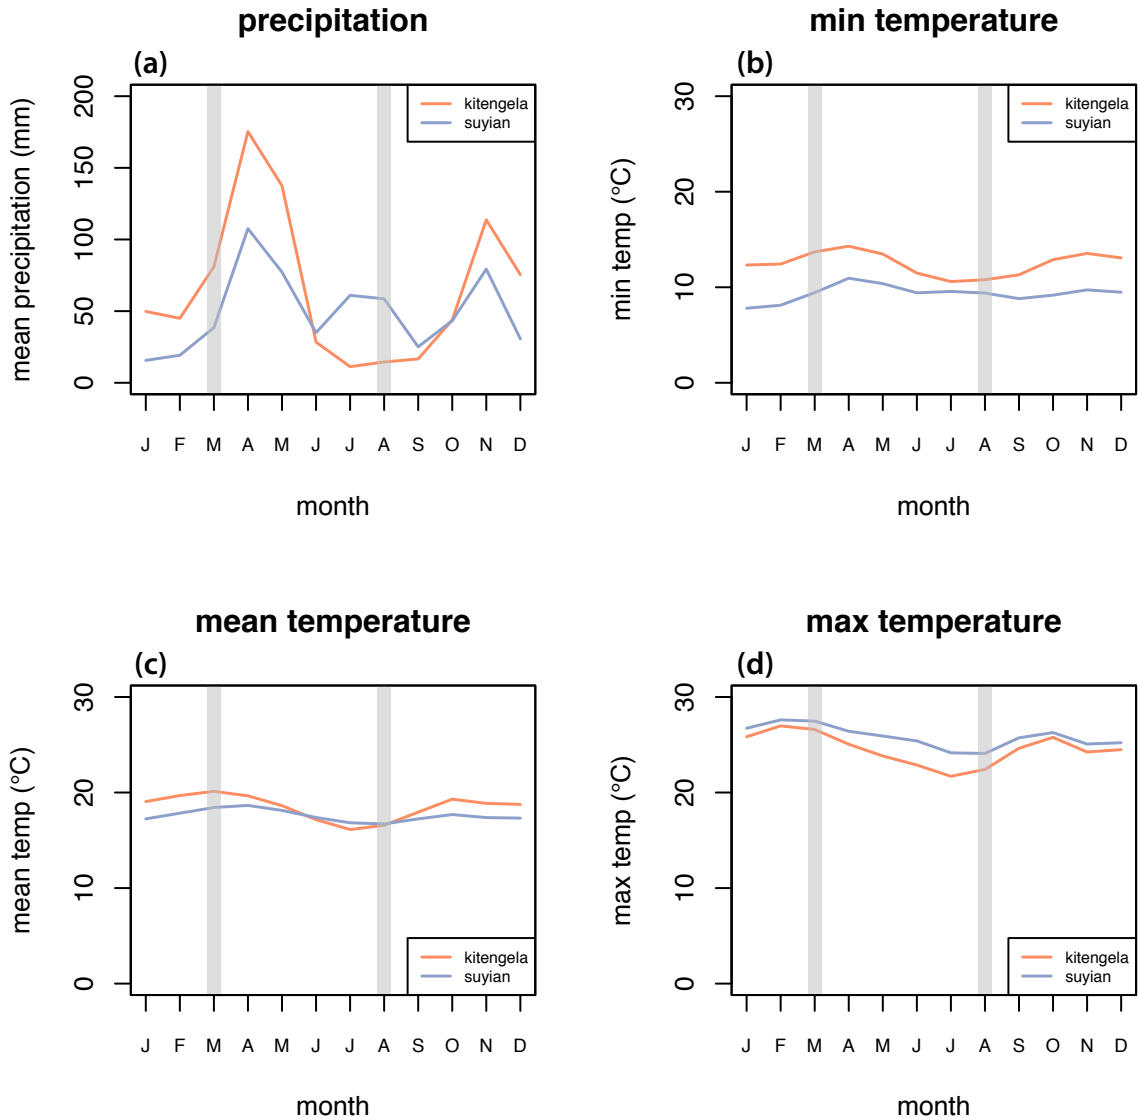 precipitation
(a)
mean precipitation (mm)
200
150
100
50
0
kitengela
suyian
J F M A M J J A S O N D
month
min temperature
(b)
min temp (°C)
30
20
10
0
kitengela
suyian
J F M A M J J A S O N D
month
mean temperature
(c)
mean temp (°C)
30
20
10
0
kitengela
suyian
J F M A M J J A S O N D
month
max temperature
(d)
max temp (°C)
30
20
10
0
kitengela
suyian
J F M A M J J A S O N D
month